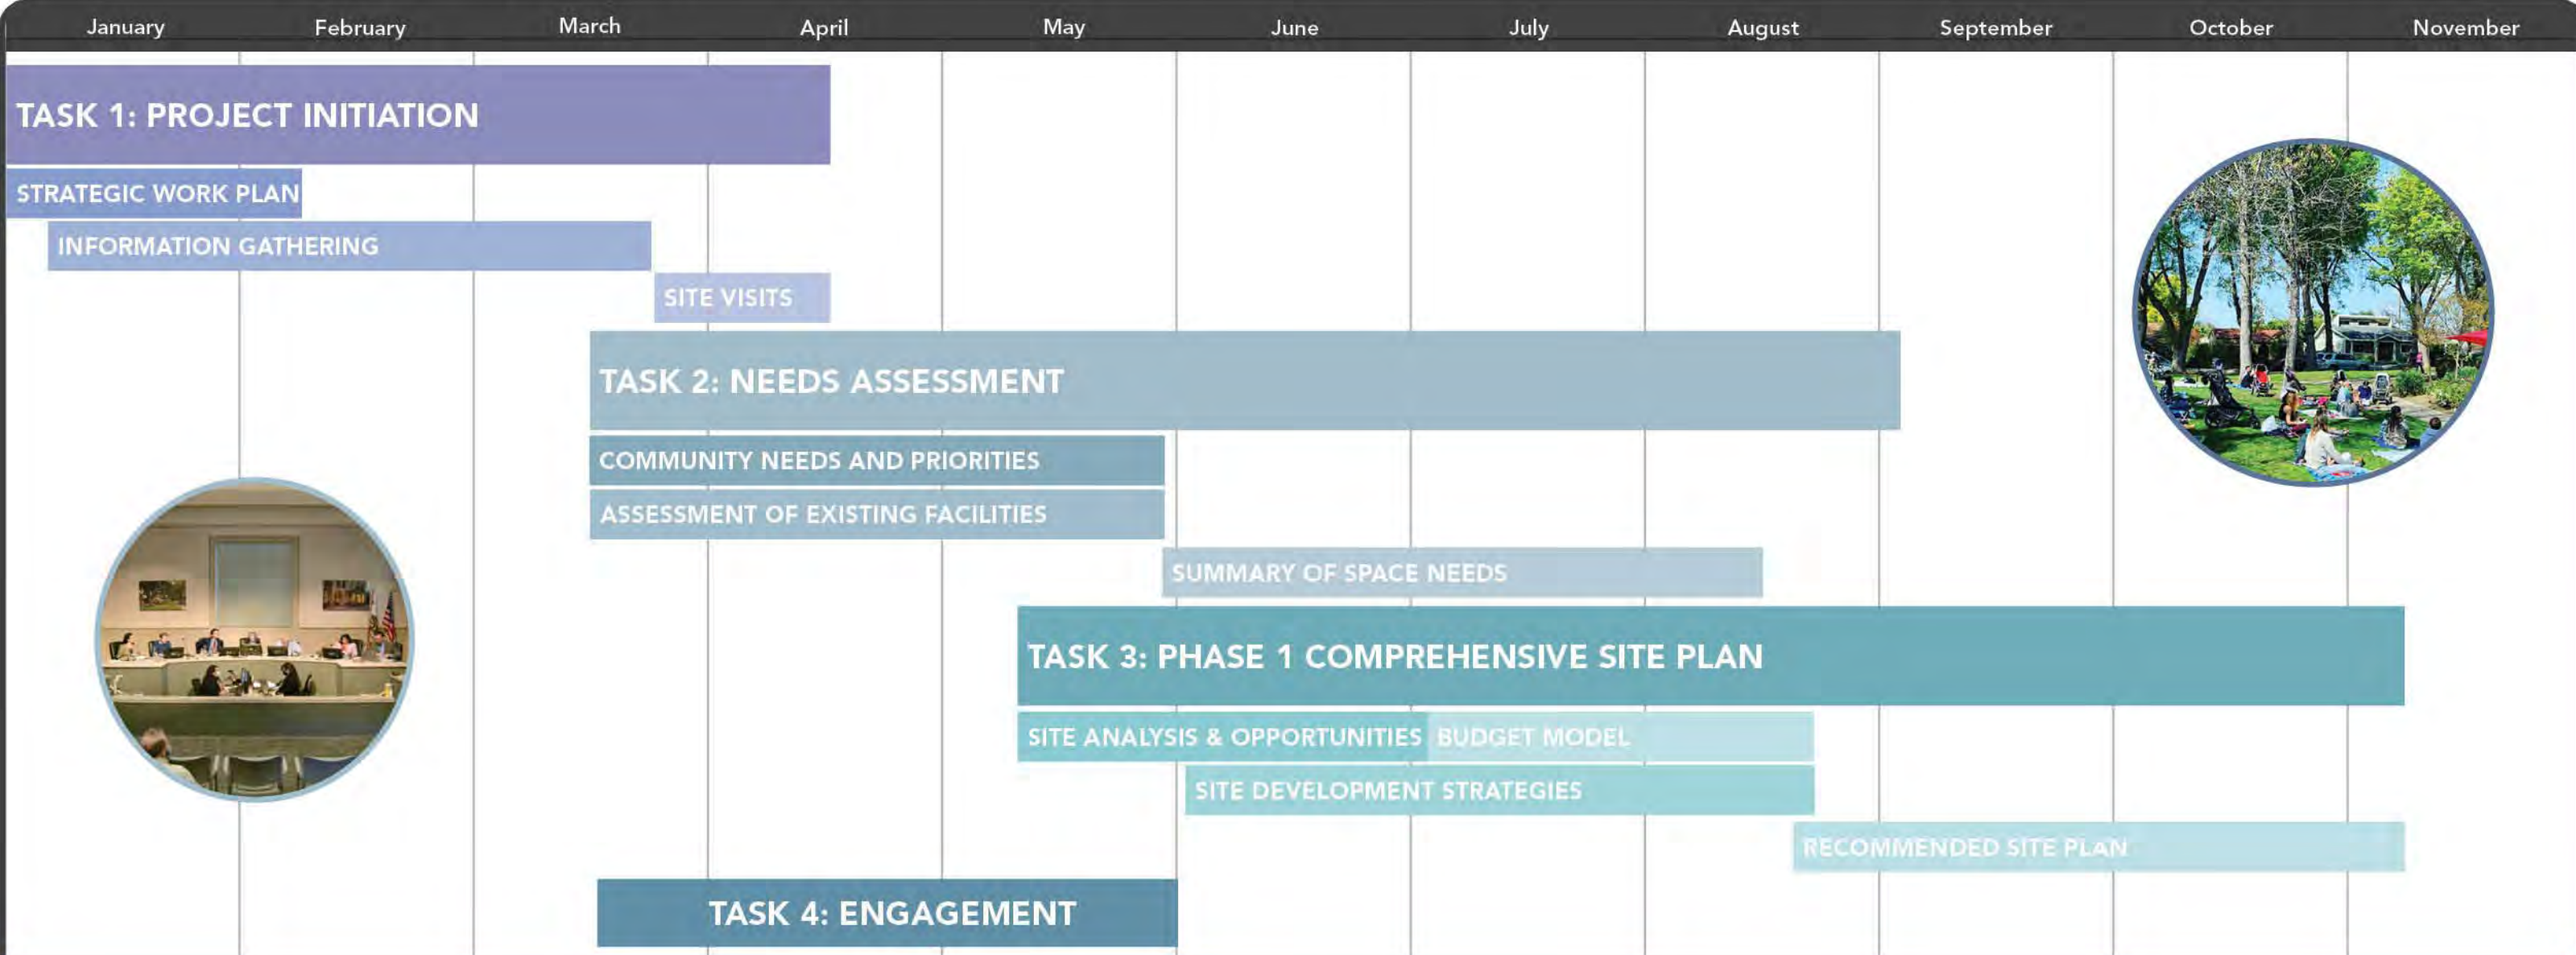 January February March April May June July August September October November
TASK 1: PROJECT INITIATION
STRATEGIC WORK PLAN
INFORMATION GATHERING
SITE VISITS
TASK 2: NEEDS ASSESSMENT
COMMUNITY NEEDS AND PRIORITIES
ASSESSMENT OF EXISTING FACILITIES
SUMMARY OF SPACE NEEDS
TASK 3: PHASE 1 COMPREHENSIVE SITE PLAN
SITE ANALYSIS & OPPORTUNITIES BUDGET MODEL
SITE DEVELOPMENT STRATEGIES
RECOMMENDED SITE PLAN
TASK 4: ENGAGEMENT